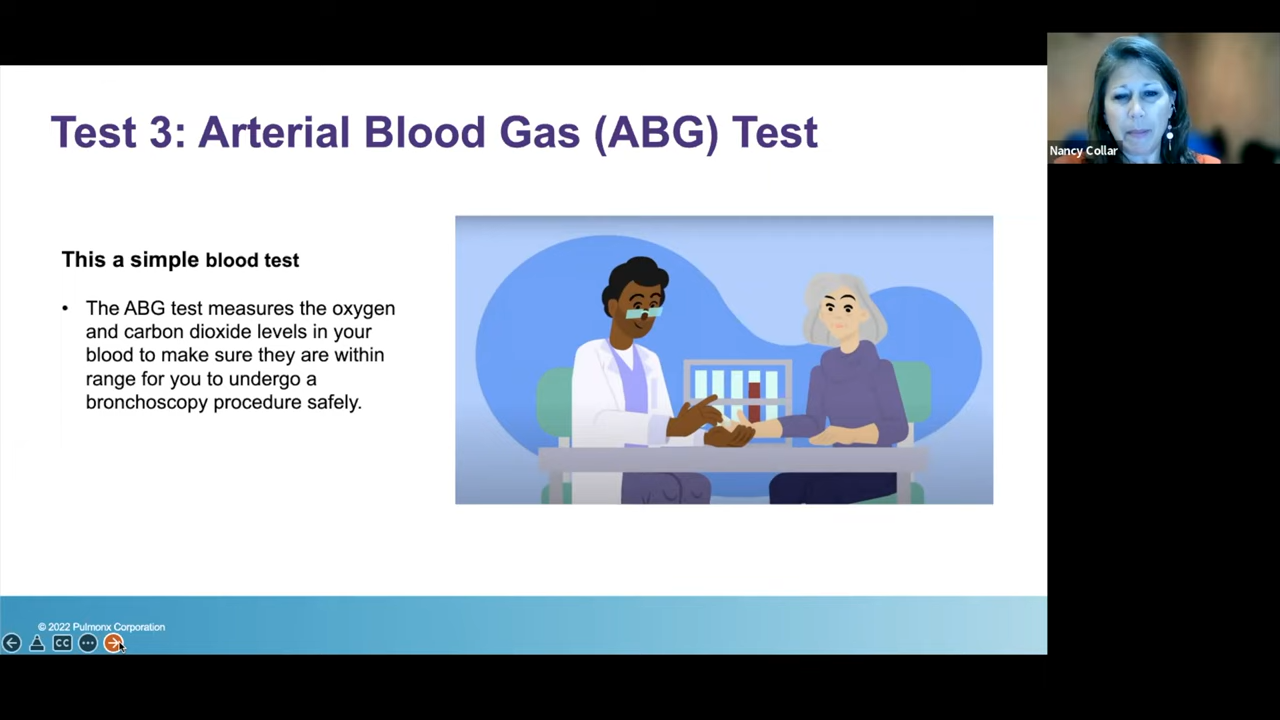 Test 3: Arterial Blood Gas (ABG) Test
Nancy Collar
This a simple blood test
• The ABG test measures the oxygen
and carbon dioxide levels in your
blood to make sure they are within
range for you to undergo a
bronchoscopy procedure safely.
© 2022 Pulmonx Corporation
CC